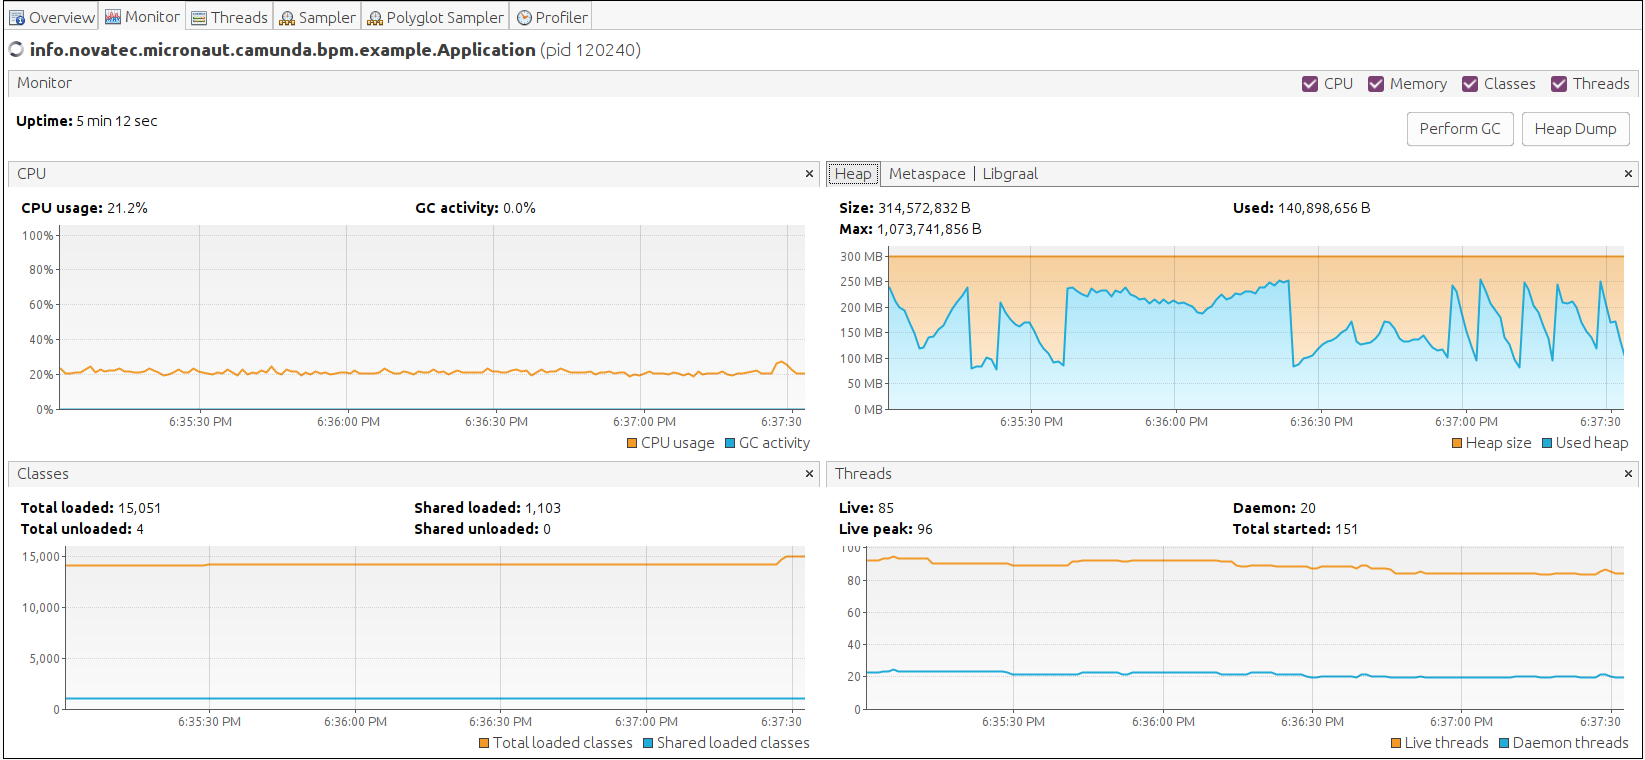 Overview Monitor Threads Sampler Polyglot Sampler Profiler
info.novatec.micronaut.camunda.bpm.example.Application (pid 120240)
Monitor CPU Memory Classes Threads
Uptime: 5 min 12 sec
Perform GC Heap Dump
CPU
CPU usage: 21.2% GC activity: 0.0%
100%
80%
60%
40%
20%
0%
6:35:30 PM 6:36:00 PM 6:36:30 PM 6:37:00 PM 6:37:30
CPU usage GC activity
Heap Metaspace | Libgraal
Size: 314,572,832 B Used: 140,898,656 B
Max: 1,073,741,856 B
300 MB
250 MB
200 MB
150 MB
100 MB
50 MB
0 MB
6:35:30 PM 6:36:00 PM 6:36:30 PM 6:37:00 PM 6:37:30
Heap size Used heap
Classes
Total loaded: 15,051 Shared loaded: 1,103
Total unloaded: 4 Shared unloaded: 0
15,000
10,000
5,000
0
6:35:30 PM 6:36:00 PM 6:36:30 PM 6:37:00 PM 6:37:30
Total loaded classes Shared loaded classes
Threads
Live: 85 Daemon: 20
Live peak: 96 Total started: 151
100
80
60
40
20
0
6:35:30 PM 6:36:00 PM 6:36:30 PM 6:37:00 PM 6:37:30
Live threads Daemon threads